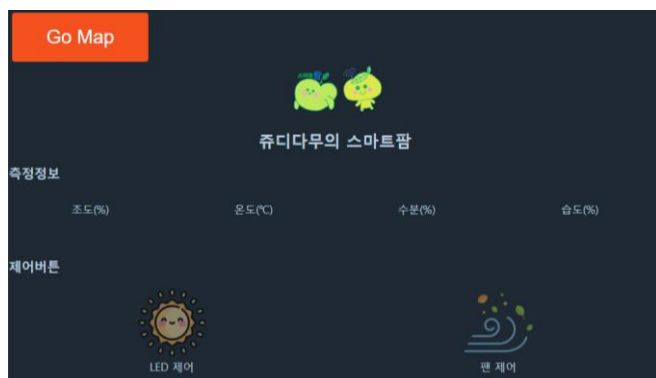 Go Map
쥬디다무의 스마트팜
측정정보
조도(%) 온도(℃) 수분(%) 습도(%)
제어버튼
LED 제어 팬 제어